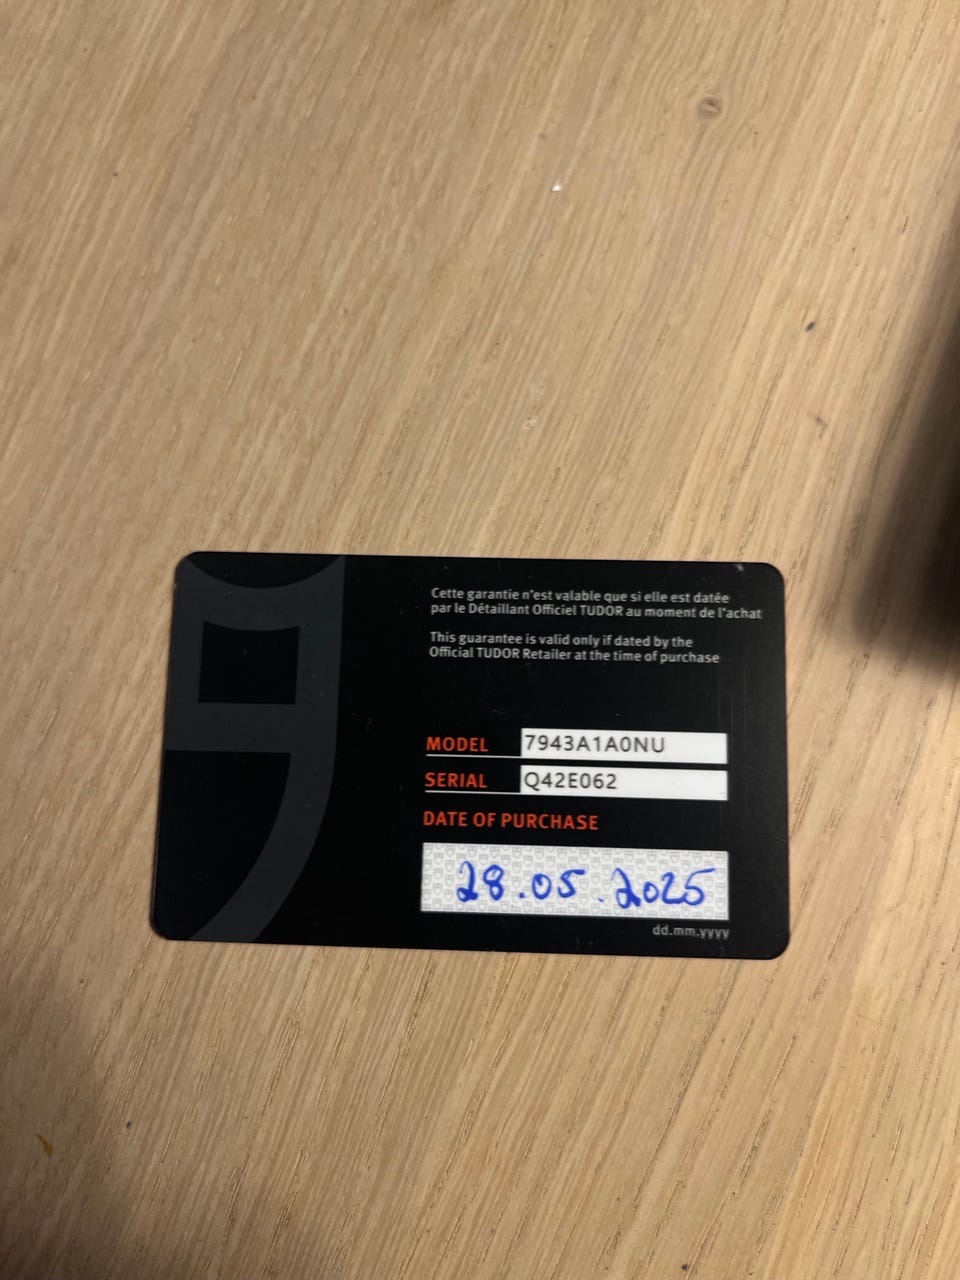 Cette garantie n'est valable que si elle est datée
par le Détaillant Officiel TUDOR au moment de l'achat
This guarantee is valid only if dated by the
Official TUDOR Retailer at the time of purchase
MODEL 7943A1A0NU
SERIAL Q42E062
DATE OF PURCHASE
28.05.2025
dd.mm.yyyy